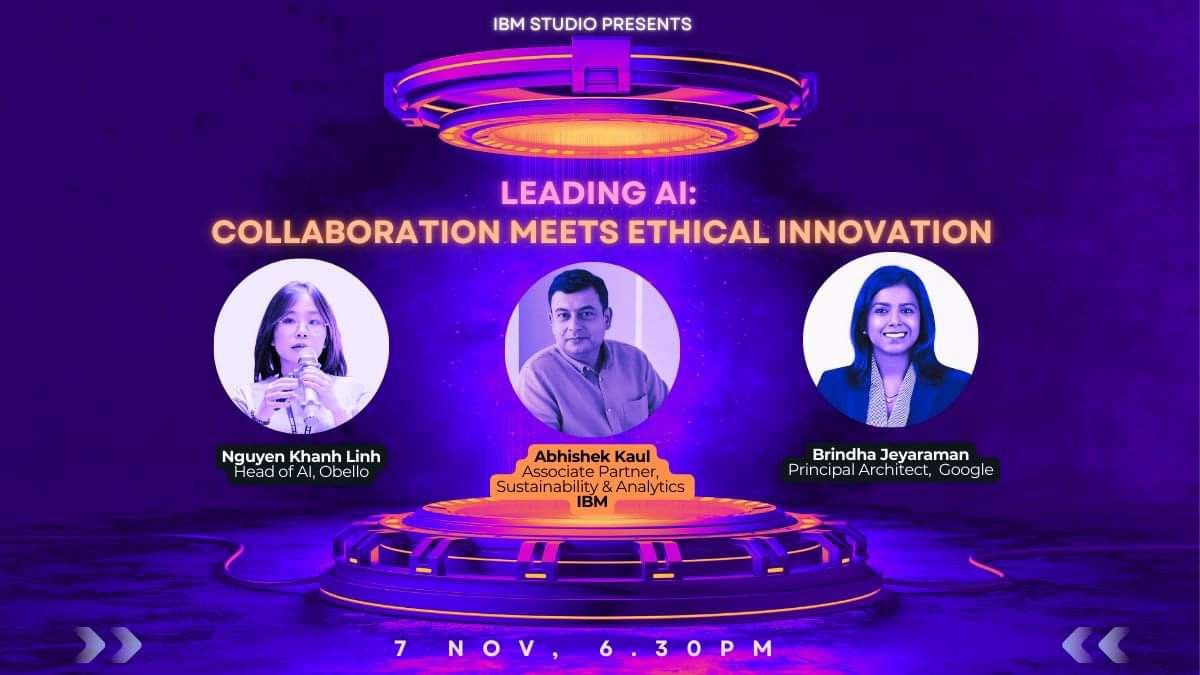 IBM STUDIO PRESENTS
LEADING AI:
COLLABORATION MEETS ETHICAL INNOVATION
Nguyen Khanh Linh
Head of AI, Obello
Abhishek Kaul
Associate Partner,
Sustainability & Analytics
IBM
Brindha Jeyaraman
Principal Architect, Google
7 NOV, 6.30PM